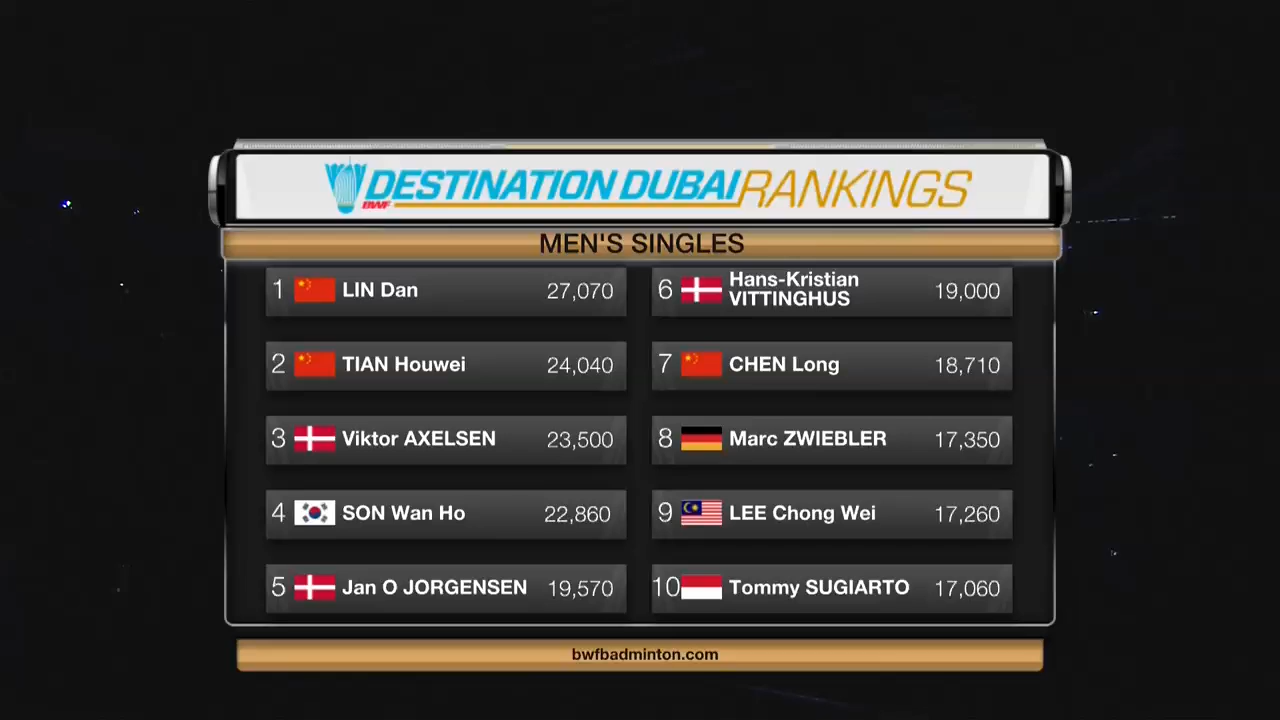 DESTINATION DUBAI RANKINGS
BWF
MEN'S SINGLES
1 LIN Dan 27,070
2 TIAN Houwei 24,040
3 Viktor AXELSEN 23,500
4 SON Wan Ho 22,860
5 Jan O JORGENSEN 19,570
6 Hans-Kristian
VITTINGHUS 19,000
7 CHEN Long 18,710
8 Marc ZWIEBLER 17,350
9 LEE Chong Wei 17,260
10 Tommy SUGIARTO 17,060
bwfbadminton.com